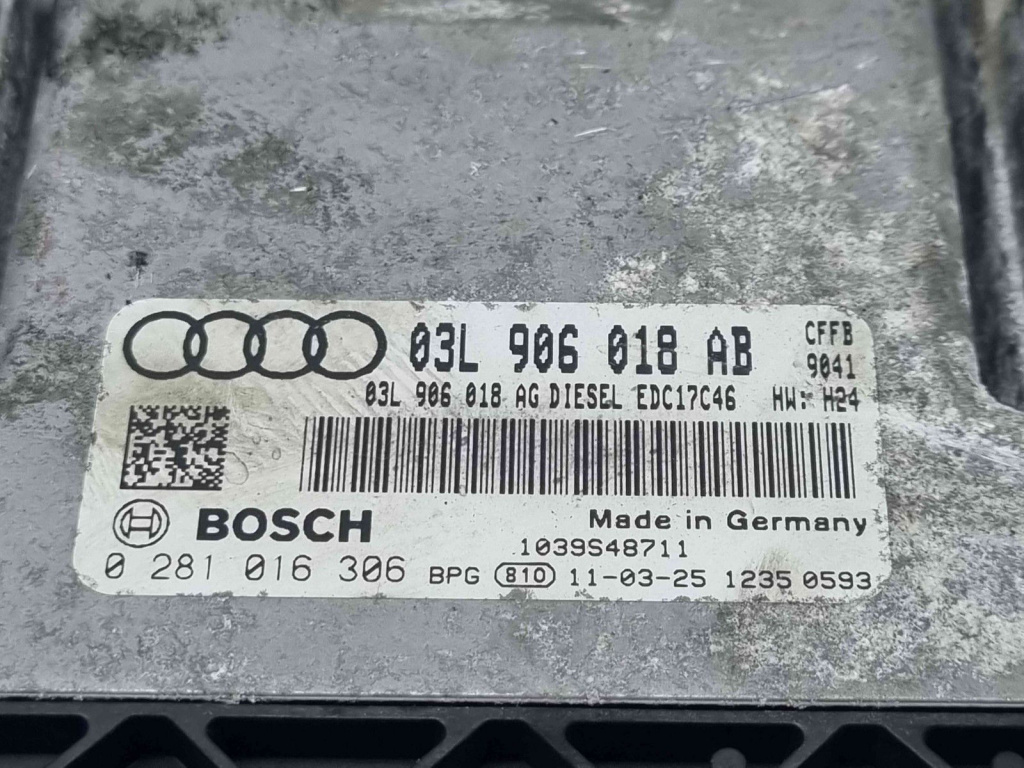 03L 906 018 AB CFFB
9041
03L 906 018 AG DIESEL EDC17C46 HW: H24
BOSCH Made in Germany
1039S48711
0 281 016 306 BPG 810 11-03-25 1235 0593